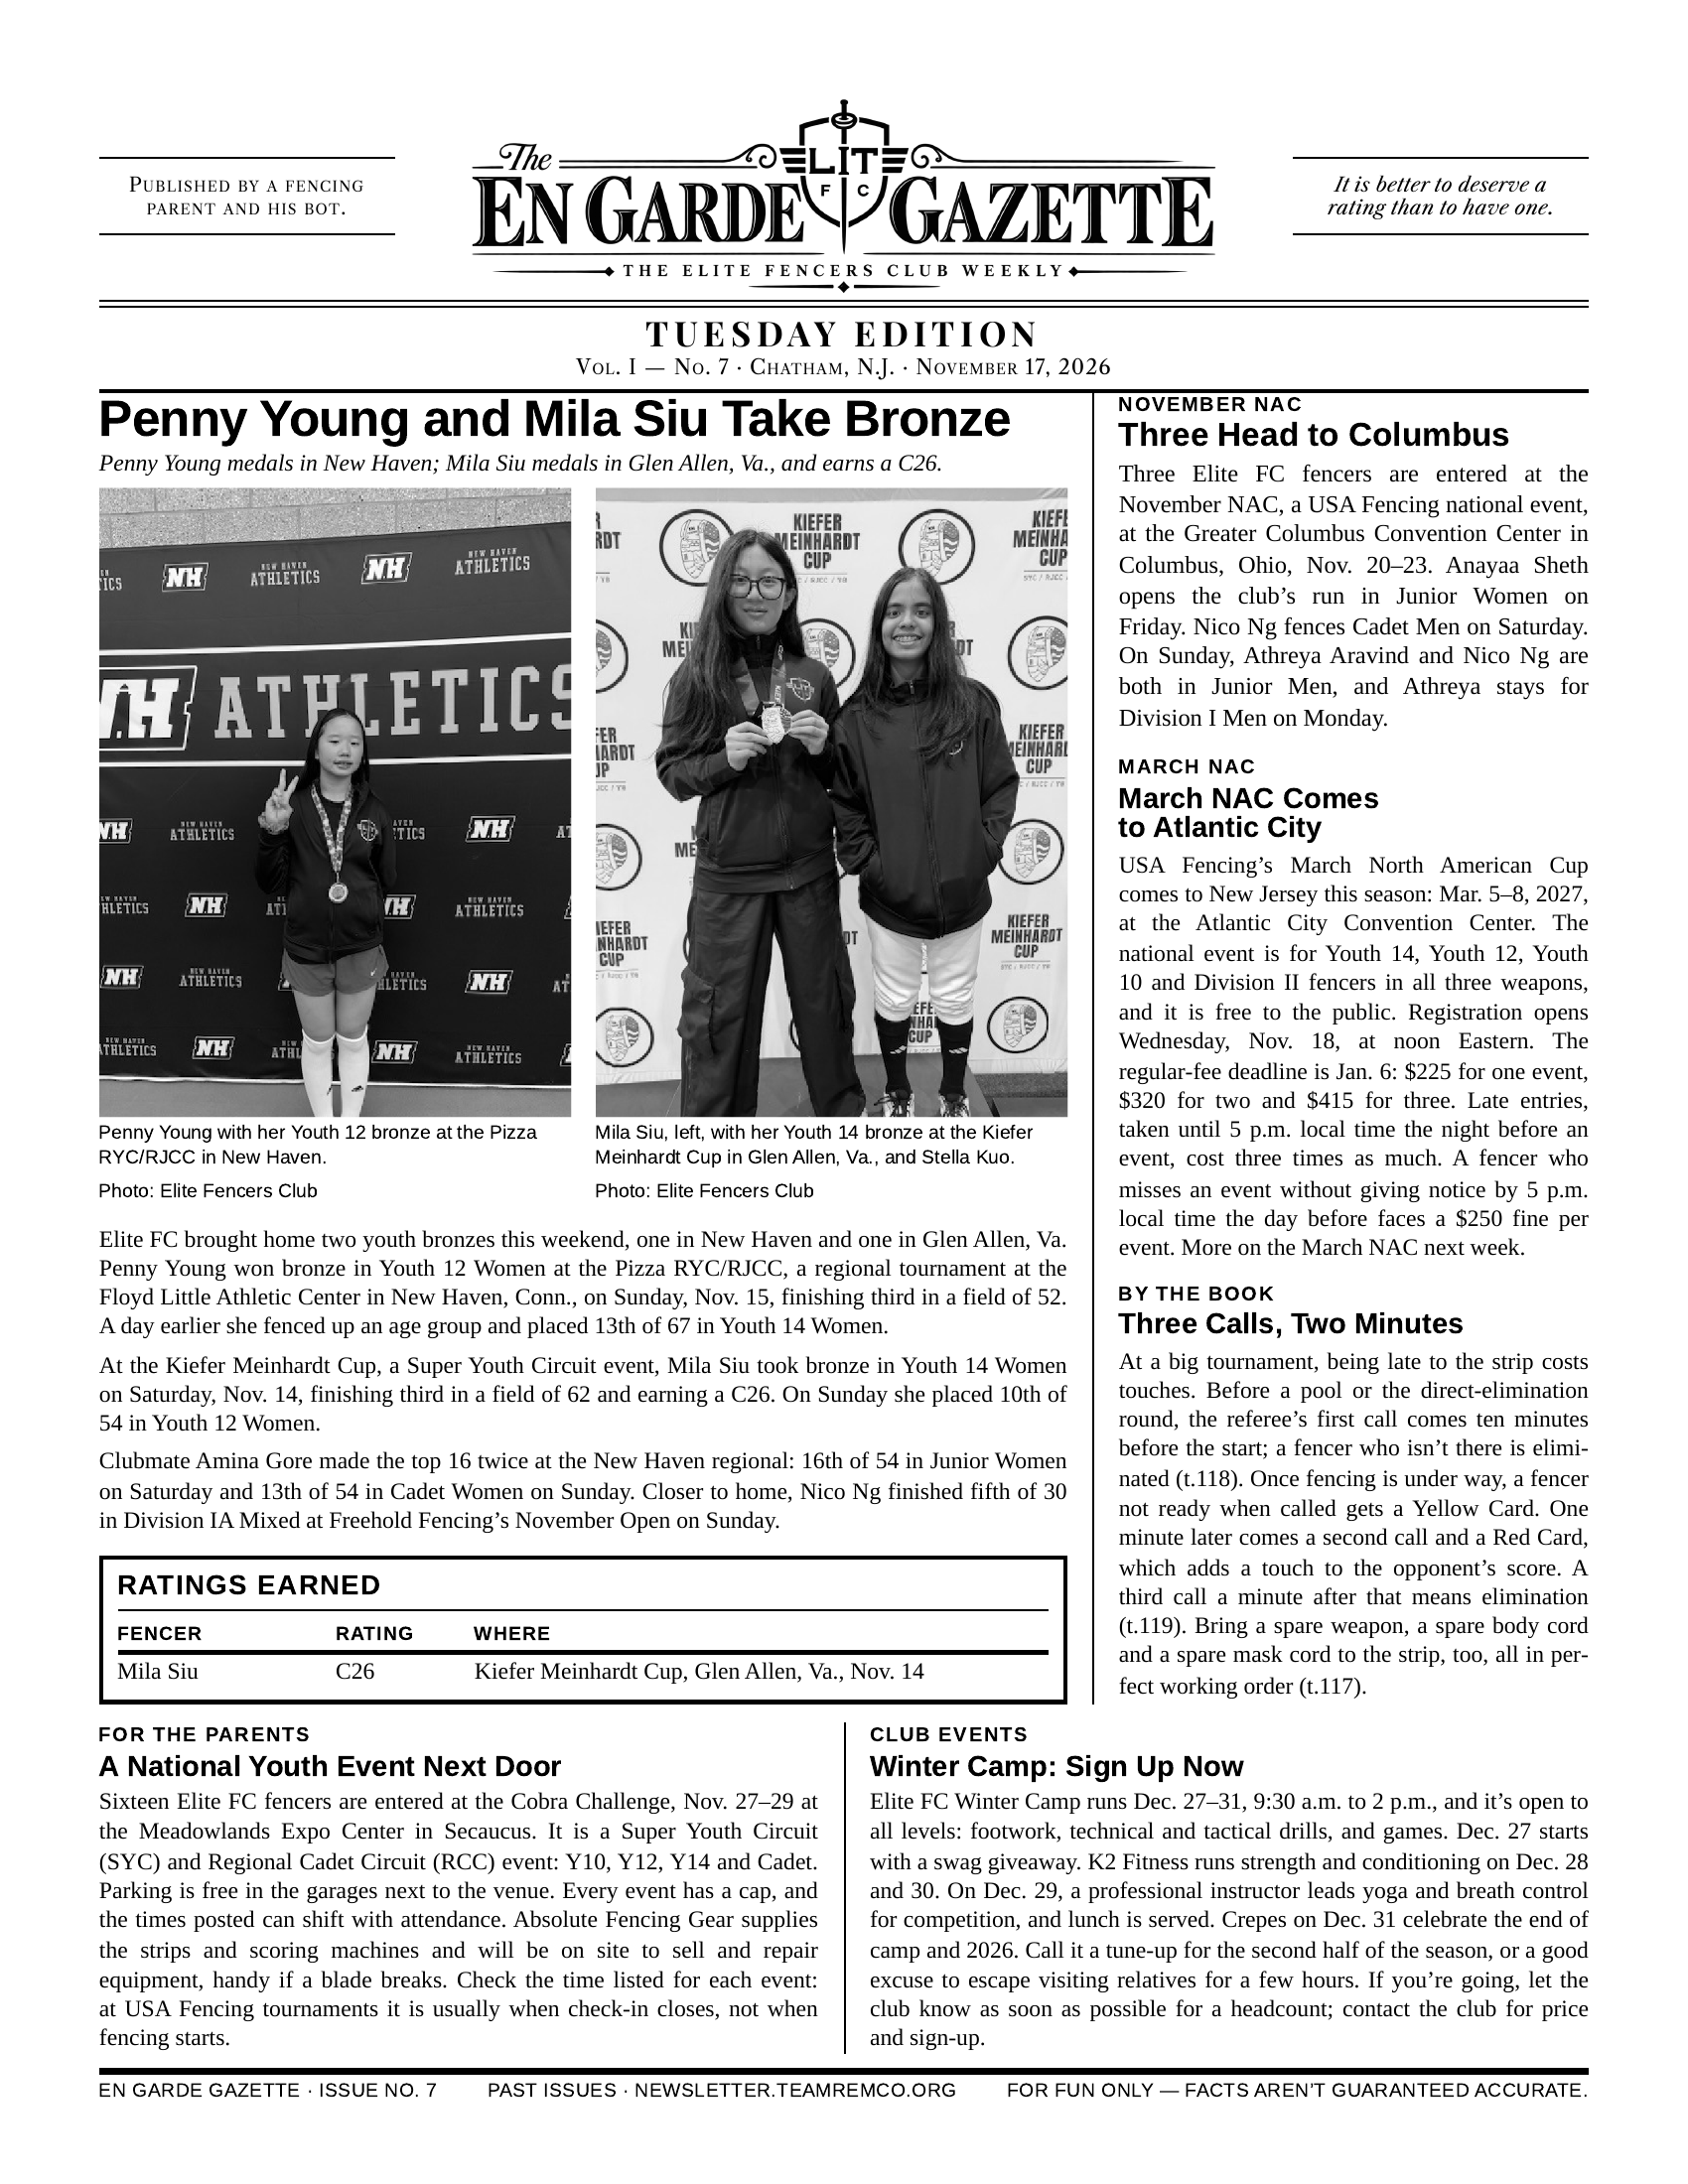 PUBLISHED BY A FENCING
PARENT AND HIS BOT.
The
LIT
F C
EN GARDE GAZETTE
THE ELITE FENCERS CLUB WEEKLY
It is better to deserve a
rating than to have one.
TUESDAY EDITION
VOL. I — NO. 7 · CHATHAM, N.J. · NOVEMBER 17, 2026
Penny Young and Mila Siu Take Bronze
Penny Young medals in New Haven; Mila Siu medals in Glen Allen, Va., and earns a C26.
NH
NEW HAVEN
ATHLETICS
KIEFER
MEINHARDT
CUP
Penny Young with her Youth 12 bronze at the Pizza
RYC/RJCC in New Haven.
Photo: Elite Fencers Club
Mila Siu, left, with her Youth 14 bronze at the Kiefer
Meinhardt Cup in Glen Allen, Va., and Stella Kuo.
Photo: Elite Fencers Club
Elite FC brought home two youth bronzes this weekend, one in New Haven and one in Glen Allen, Va.
Penny Young won bronze in Youth 12 Women at the Pizza RYC/RJCC, a regional tournament at the
Floyd Little Athletic Center in New Haven, Conn., on Sunday, Nov. 15, finishing third in a field of 52.
A day earlier she fenced up an age group and placed 13th of 67 in Youth 14 Women.
At the Kiefer Meinhardt Cup, a Super Youth Circuit event, Mila Siu took bronze in Youth 14 Women
on Saturday, Nov. 14, finishing third in a field of 62 and earning a C26. On Sunday she placed 10th of
54 in Youth 12 Women.
Clubmate Amina Gore made the top 16 twice at the New Haven regional: 16th of 54 in Junior Women
on Saturday and 13th of 54 in Cadet Women on Sunday. Closer to home, Nico Ng finished fifth of 30
in Division IA Mixed at Freehold Fencing’s November Open on Sunday.
RATINGS EARNED
FENCER RATING WHERE
Mila Siu C26 Kiefer Meinhardt Cup, Glen Allen, Va., Nov. 14
NOVEMBER NAC
Three Head to Columbus
Three Elite FC fencers are entered at the
November NAC, a USA Fencing national event,
at the Greater Columbus Convention Center in
Columbus, Ohio, Nov. 20–23. Anayaa Sheth
opens the club’s run in Junior Women on
Friday. Nico Ng fences Cadet Men on Saturday.
On Sunday, Athreya Aravind and Nico Ng are
both in Junior Men, and Athreya stays for
Division I Men on Monday.
MARCH NAC
March NAC Comes
to Atlantic City
USA Fencing’s March North American Cup
comes to New Jersey this season: Mar. 5–8, 2027,
at the Atlantic City Convention Center. The
national event is for Youth 14, Youth 12, Youth
10 and Division II fencers in all three weapons,
and it is free to the public. Registration opens
Wednesday, Nov. 18, at noon Eastern. The
regular-fee deadline is Jan. 6: $225 for one event,
$320 for two and $415 for three. Late entries,
taken until 5 p.m. local time the night before an
event, cost three times as much. A fencer who
misses an event without giving notice by 5 p.m.
local time the day before faces a $250 fine per
event. More on the March NAC next week.
BY THE BOOK
Three Calls, Two Minutes
At a big tournament, being late to the strip costs
touches. Before a pool or the direct-elimination
round, the referee’s first call comes ten minutes
before the start; a fencer who isn’t there is elimi-
nated (t.118). Once fencing is under way, a fencer
not ready when called gets a Yellow Card. One
minute later comes a second call and a Red Card,
which adds a touch to the opponent’s score. A
third call a minute after that means elimination
(t.119). Bring a spare weapon, a spare body cord
and a spare mask cord to the strip, too, all in per-
fect working order (t.117).
FOR THE PARENTS
A National Youth Event Next Door
Sixteen Elite FC fencers are entered at the Cobra Challenge, Nov. 27–29 at
the Meadowlands Expo Center in Secaucus. It is a Super Youth Circuit
(SYC) and Regional Cadet Circuit (RCC) event: Y10, Y12, Y14 and Cadet.
Parking is free in the garages next to the venue. Every event has a cap, and
the times posted can shift with attendance. Absolute Fencing Gear supplies
the strips and scoring machines and will be on site to sell and repair
equipment, handy if a blade breaks. Check the time listed for each event:
at USA Fencing tournaments it is usually when check-in closes, not when
fencing starts.
CLUB EVENTS
Winter Camp: Sign Up Now
Elite FC Winter Camp runs Dec. 27–31, 9:30 a.m. to 2 p.m., and it’s open to
all levels: footwork, technical and tactical drills, and games. Dec. 27 starts
with a swag giveaway. K2 Fitness runs strength and conditioning on Dec. 28
and 30. On Dec. 29, a professional instructor leads yoga and breath control
for competition, and lunch is served. Crepes on Dec. 31 celebrate the end of
camp and 2026. Call it a tune-up for the second half of the season, or a good
excuse to escape visiting relatives for a few hours. If you’re going, let the
club know as soon as possible for a headcount; contact the club for price
and sign-up.
EN GARDE GAZETTE · ISSUE NO. 7
PAST ISSUES · NEWSLETTER.TEAMREMCO.ORG
FOR FUN ONLY — FACTS AREN’T GUARANTEED ACCURATE.